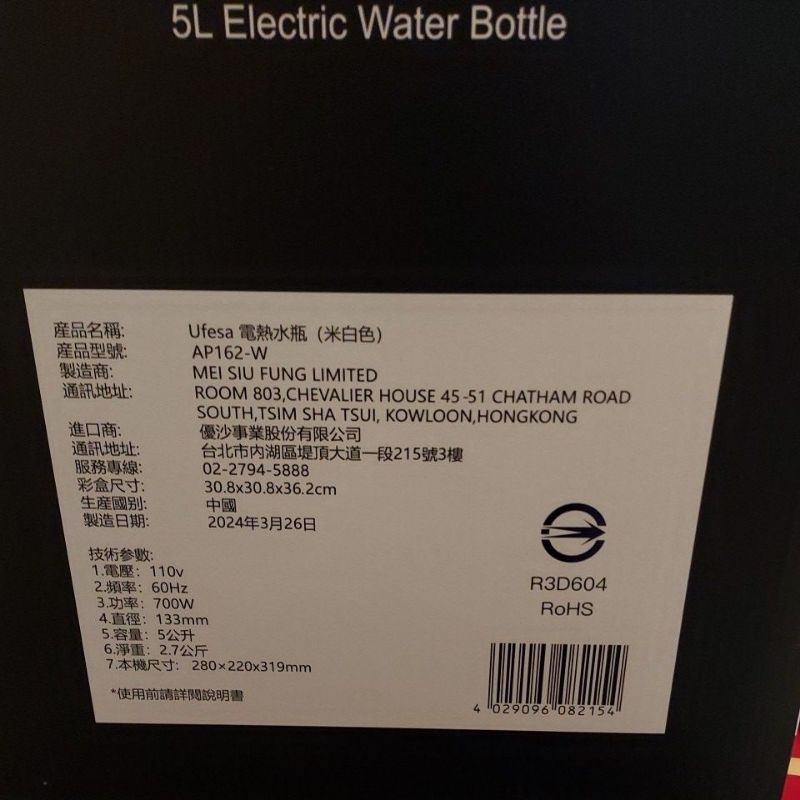 5L Electric Water Bottle
產品名稱: Ufesa 電熱水瓶（米白色）
產品型號: AP162-W
製造商: MEI SIU FUNG LIMITED
通訊地址: ROOM 803,CHEVALIER HOUSE 45-51 CHATHAM ROAD
SOUTH,TSIM SHA TSUI, KOWLOON,HONGKONG
進口商: 優沙事業股份有限公司
通訊地址: 台北市內湖區堤頂大道一段215號3樓
服務專線: 02-2794-5888
彩盒尺寸: 30.8x30.8x36.2cm
生產國別: 中國
製造日期: 2024年3月26日
技術參數:
1.電壓：110v
2.頻率：60Hz
3.功率：700W
4.直徑：133mm
5.容量：5公升
6.淨重：2.7公斤
7.本機尺寸：280×220x319mm
*使用前請詳閱說明書
R3D604
RoHS
4 029096 082154